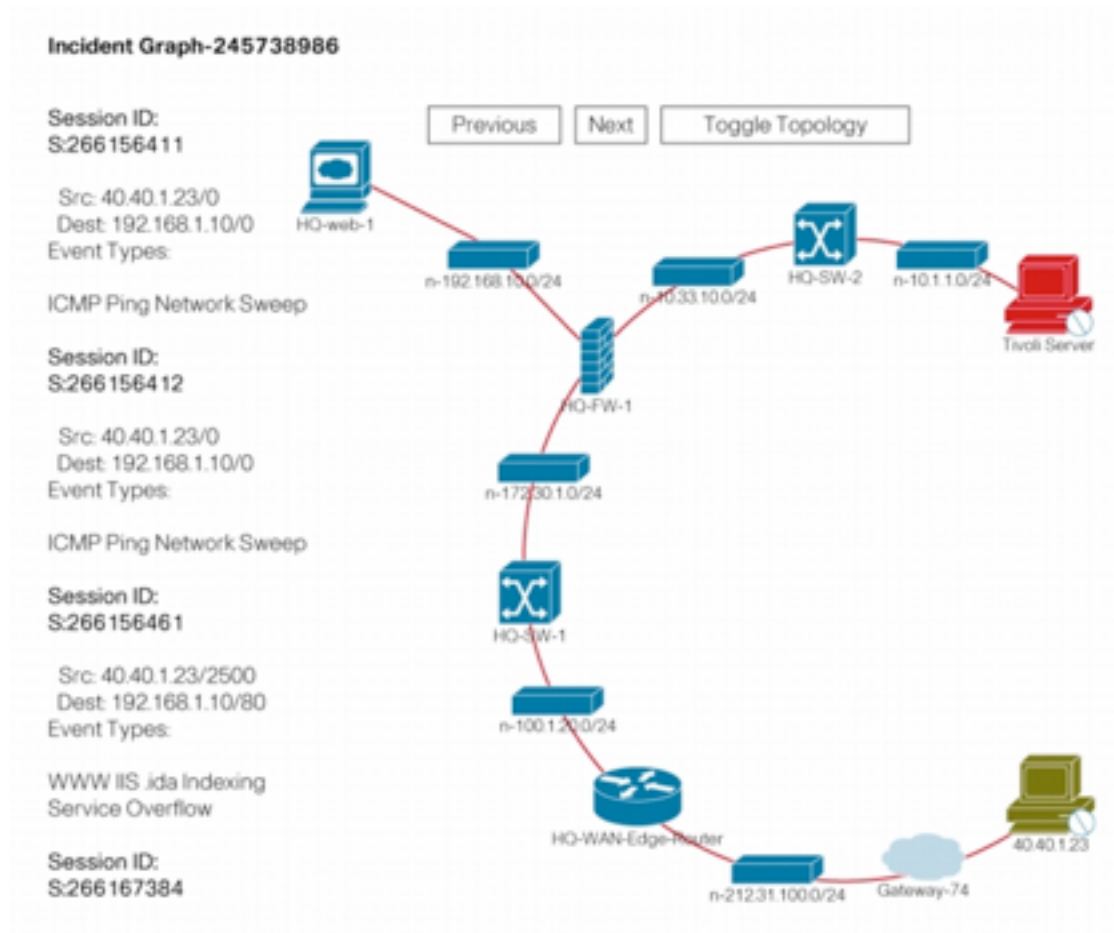 Incident Graph-245738986
Session ID:
S:266156411
Src: 40.40.1.23/0
Dest: 192.168.1.10/0
Event Types:
ICMP Ping Network Sweep
Session ID:
S:266156412
Src: 40.40.1.23/0
Dest: 192.168.1.10/0
Event Types:
ICMP Ping Network Sweep
Session ID:
S:266156461
Src: 40.40.1.23/2500
Dest: 192.168.1.10/80
Event Types:
WWW IIS .ida Indexing
Service Overflow
Session ID:
S:266167384
Previous
Next
Toggle Topology
HQ-web-1
n-192.168.10.0/24
n-10.33.10.0/24
HQ-SW-2
n-10.1.1.0/24
Tivoli Server
HQ-FW-1
n-172.30.1.0/24
HQ-SW-1
n-100.1.20.0/24
HQ-WAN-Edge-Router
n-212.31.100.0/24
Gateway-74
40.40.1.23